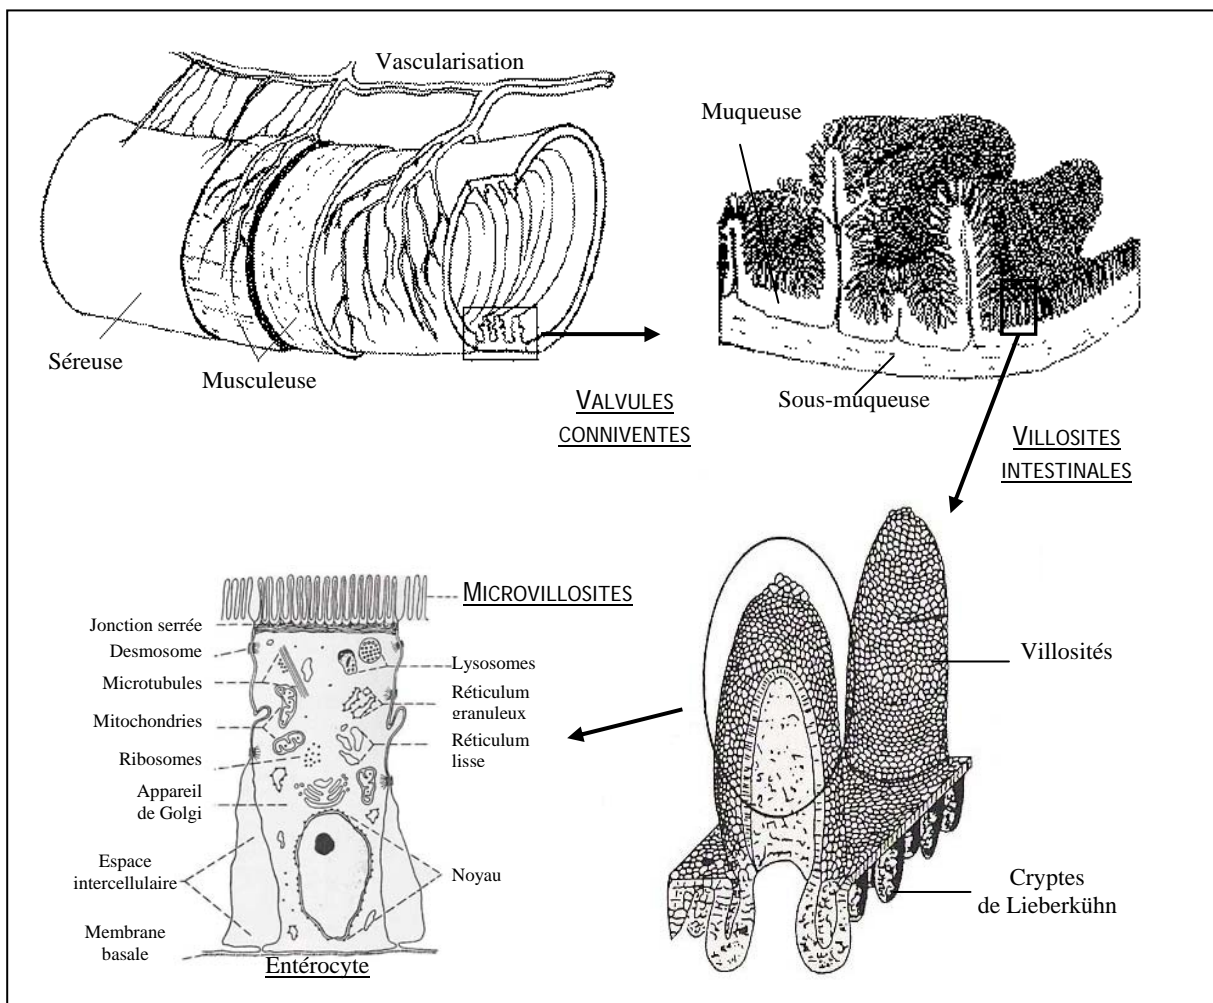 Vascularisation
Séreuse
Musculeuse
VALVULES
CONNIVENTES
Muqueuse
Sous-muqueuse
VILLOSITES
INTESTINALES
MICROVILLOSITES
Jonction serrée
Desmosome
Microtubules
Mitochondries
Ribosomes
Appareil
de Golgi
Espace
intercellulaire
Membrane
basale
Lysosomes
Réticulum
granuleux
Réticulum
lisse
Noyau
Entérocyte
Villosités
Cryptes
de Lieberkühn